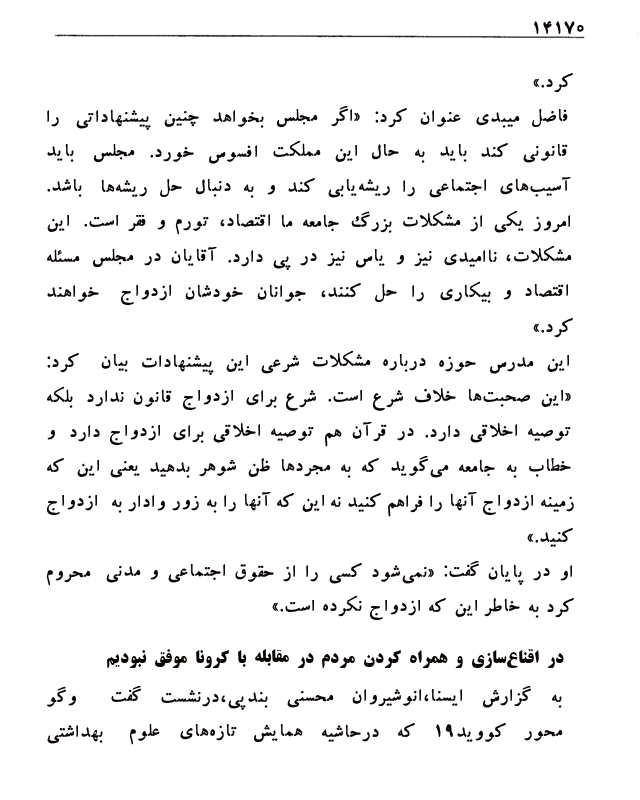 ۱۴۱۷۰
کرد.»
فاضل میبدی عنوان کرد: «اگر مجلس بخواهد چنین پیشنهاداتی را
قانونی کند باید به حال این مملکت افسوس خورد. مجلس باید
آسیب‌های اجتماعی را ریشه‌یابی کند و به دنبال حل ریشه‌ها باشد.
امروز یکی از مشکلات بزرگ جامعه ما اقتصاد، تورم و فقر است. این
مشکلات، ناامیدی نیز و یاس نیز در پی دارد. آقایان در مجلس مسئله
اقتصاد و بیکاری را حل کنند، جوانان خودشان ازدواج خواهند
کرد.»
این مدرس حوزه درباره مشکلات شرعی این پیشنهادات بیان کرد:
«این صحبت‌ها خلاف شرع است. شرع برای ازدواج قانون ندارد بلکه
توصیه اخلاقی دارد. در قرآن هم توصیه اخلاقی برای ازدواج دارد و
خطاب به جامعه می‌گوید که به مجردها ظن شوهر بدهید یعنی این که
زمینه ازدواج آنها را فراهم کنید نه این که آنها را به زور وادار به ازدواج
کنید.»
او در پایان گفت: «نمی‌شود کسی را از حقوق اجتماعی و مدنی محروم
کرد به خاطر این که ازدواج نکرده است.»
در اقناع‌سازی و همراه کردن مردم در مقابله با کرونا موفق نبودیم
به گزارش ایسنا،انوشیروان محسنی بندپی،درنشست گفت وگو
محور کووید۱۹ که درحاشیه همایش تازه‌های علوم بهداشتی